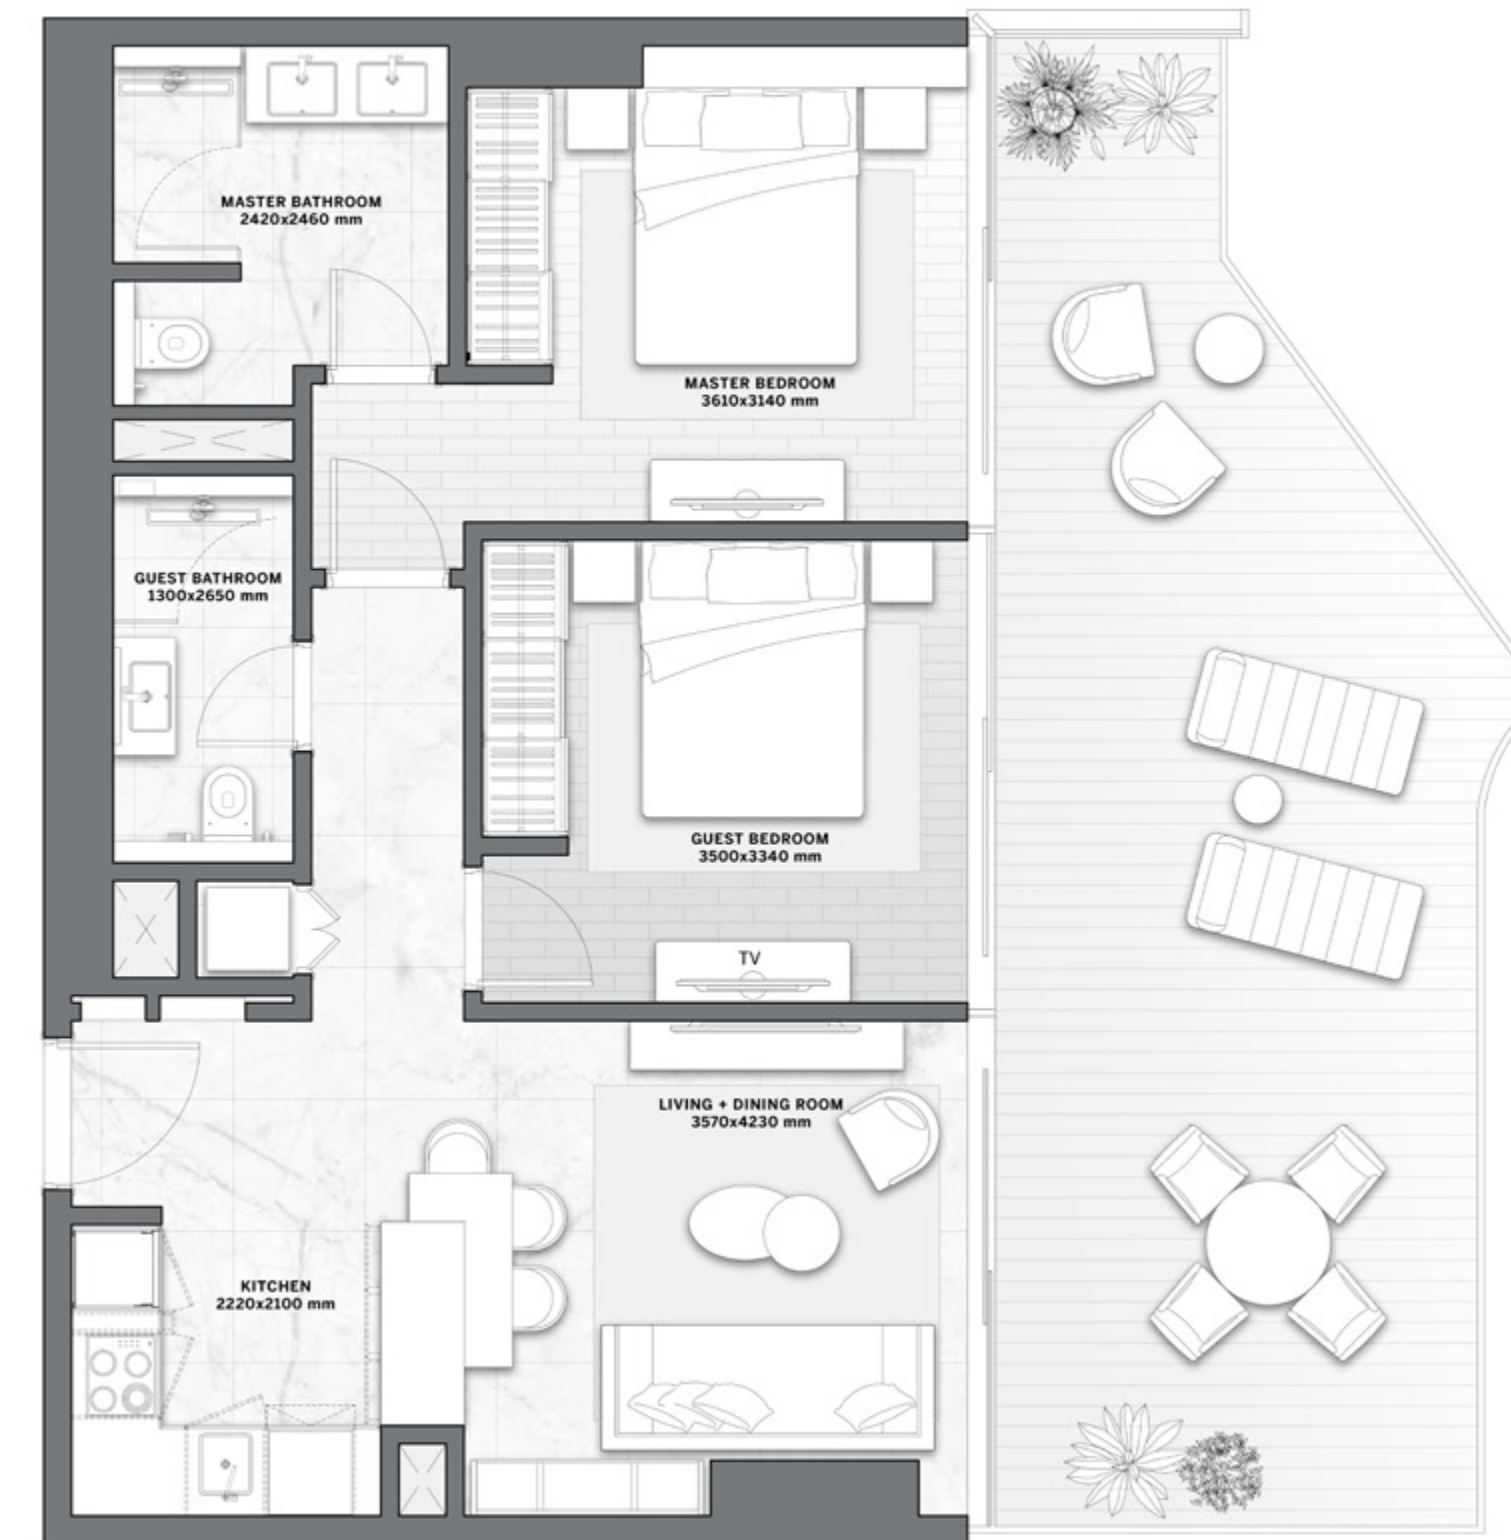 MASTER BATHROOM
2420x2460 mm
MASTER BEDROOM
3610x3140 mm
GUEST BATHROOM
1300x2650 mm
GUEST BEDROOM
3500x3340 mm
TV
LIVING + DINING ROOM
3570x4230 mm
KITCHEN
2220x2100 mm